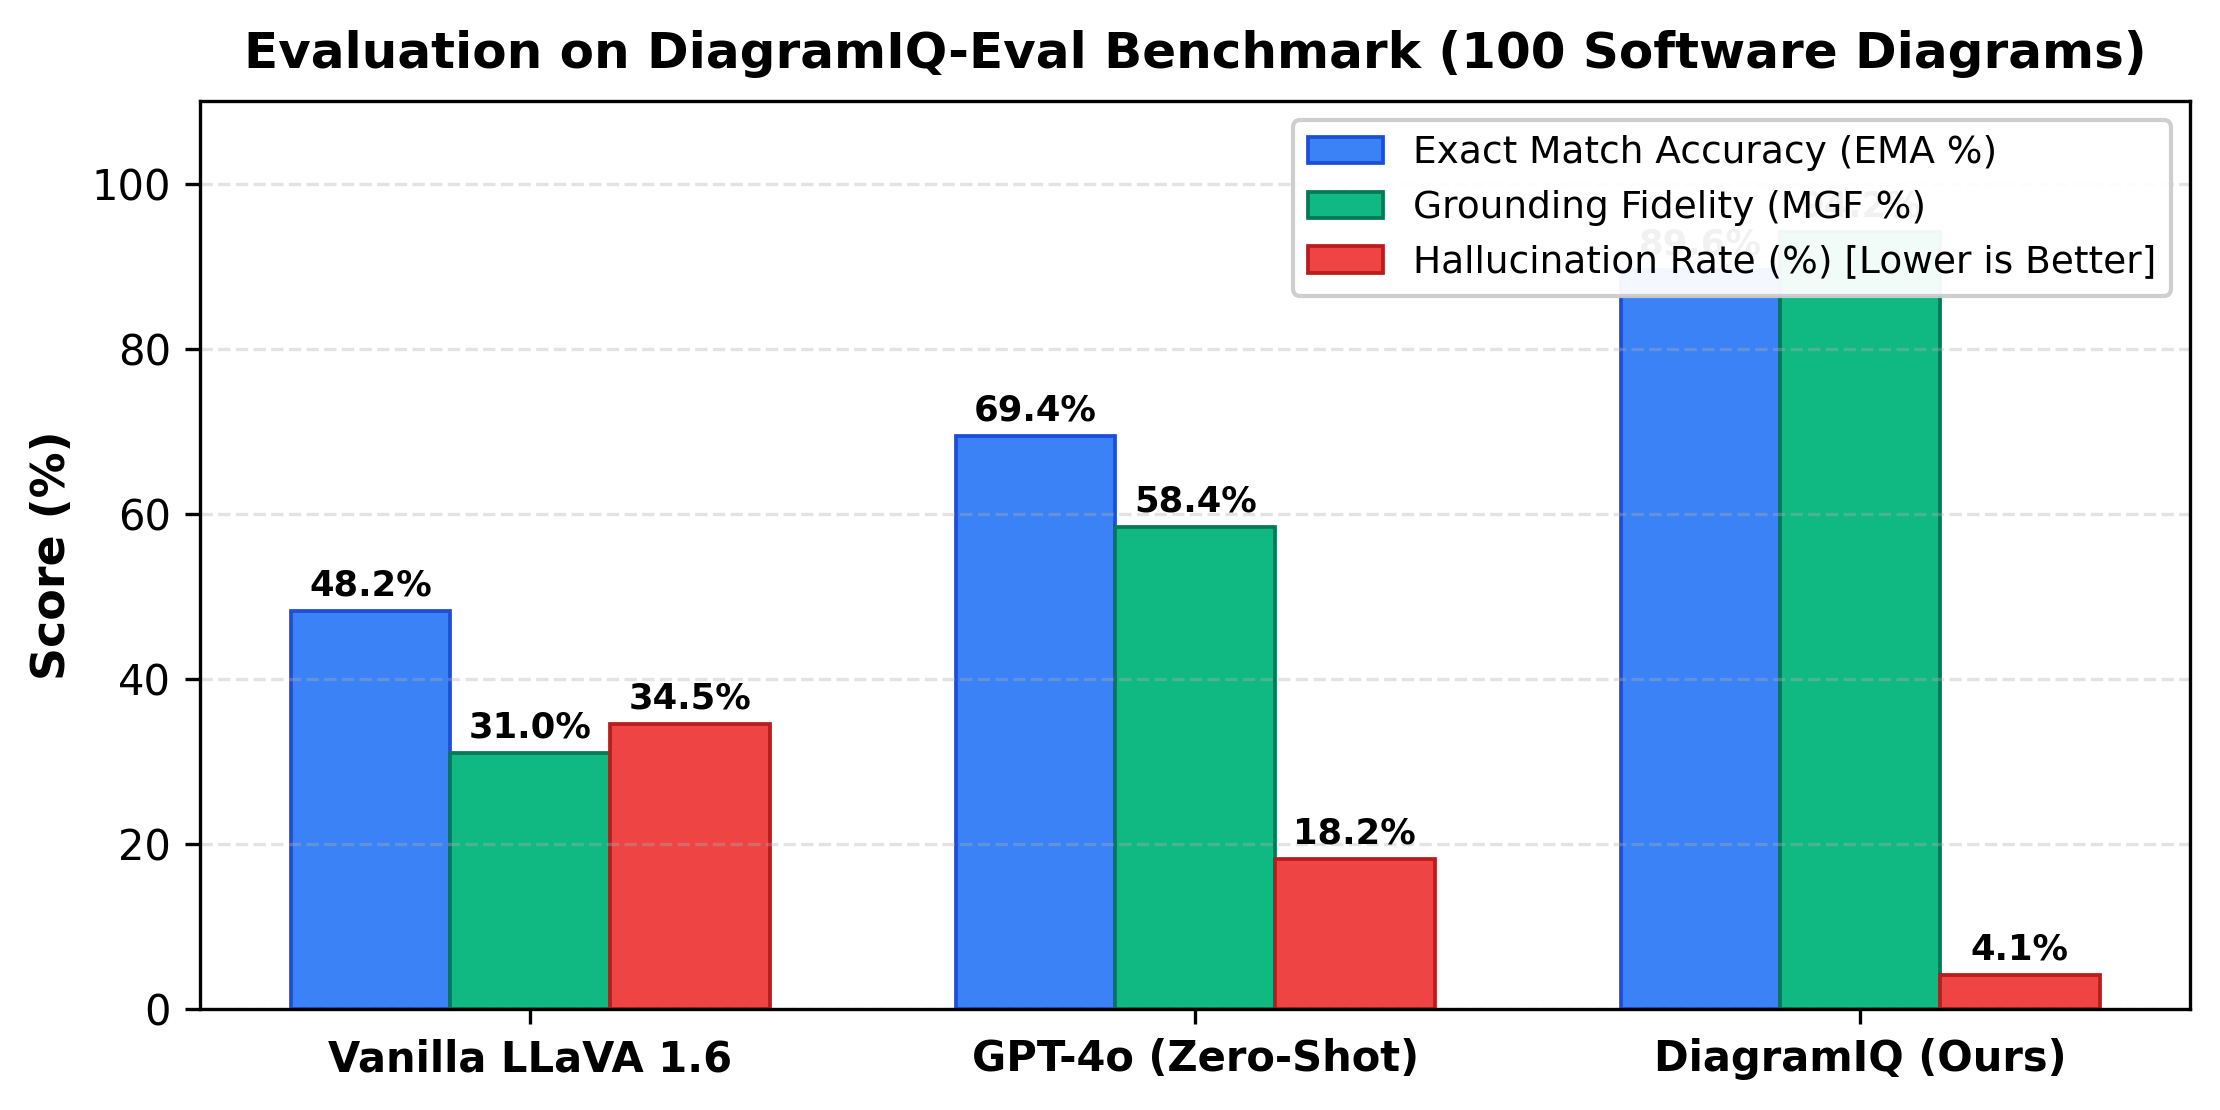 Evaluation on DiagramIQ-Eval Benchmark (100 Software Diagrams)
Exact Match Accuracy (EMA %)
Grounding Fidelity (MGF %)
Hallucination Rate (%) [Lower is Better]
Score (%)
100
80
60
40
20
0
48.2%
31.0%
34.5%
69.4%
58.4%
18.2%
89.6%
4.1%
Vanilla LLaVA 1.6
GPT-4o (Zero-Shot)
DiagramIQ (Ours)